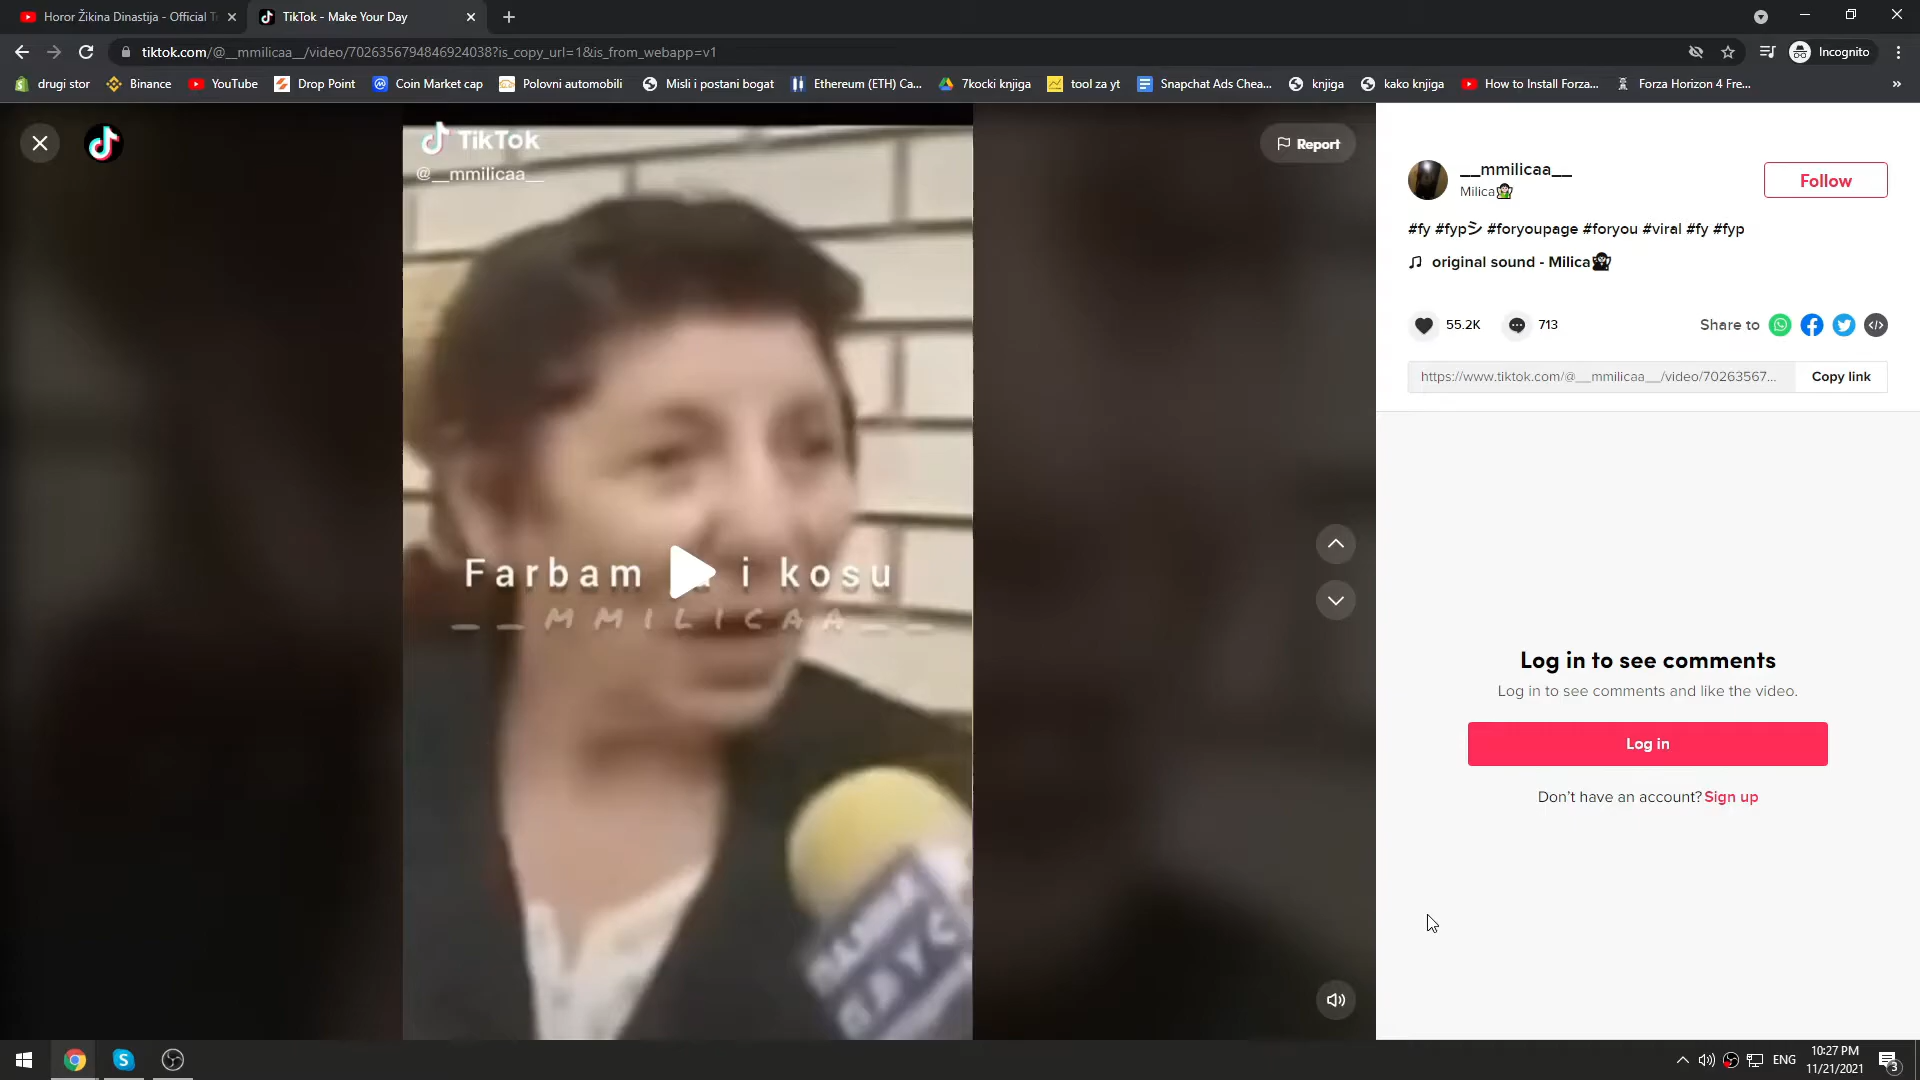 Horor Žikina Dinastija - Official Tr
TikTok - Make Your Day
tiktok.com/@__mmilicaa__/video/7026356794846924038?is_copy_url=1&is_from_webapp=v1
Incognito
drugi stor
Binance
YouTube
Drop Point
Coin Market cap
Polovni automobili
Misli i postani bogat
Ethereum (ETH) Ca...
7kocki knjiga
tool za yt
Snapchat Ads Chea...
knjiga
kako knjiga
How to Install Forza...
Forza Horizon 4 Fre...
»
TikTok
@__mmilicaa__
Report
Farbam
i kosu
__MMILICAA__
__mmilicaa__
Milica
Follow
#fy #fypシ #foryoupage #foryou #viral #fy #fyp
original sound - Milica
55.2K
713
Share to
https://www.tiktok.com/@__mmilicaa__/video/70263567...
Copy link
Log in to see comments
Log in to see comments and like the video.
Log in
Don't have an account? Sign up
ENG
10:27 PM
11/21/2021
3